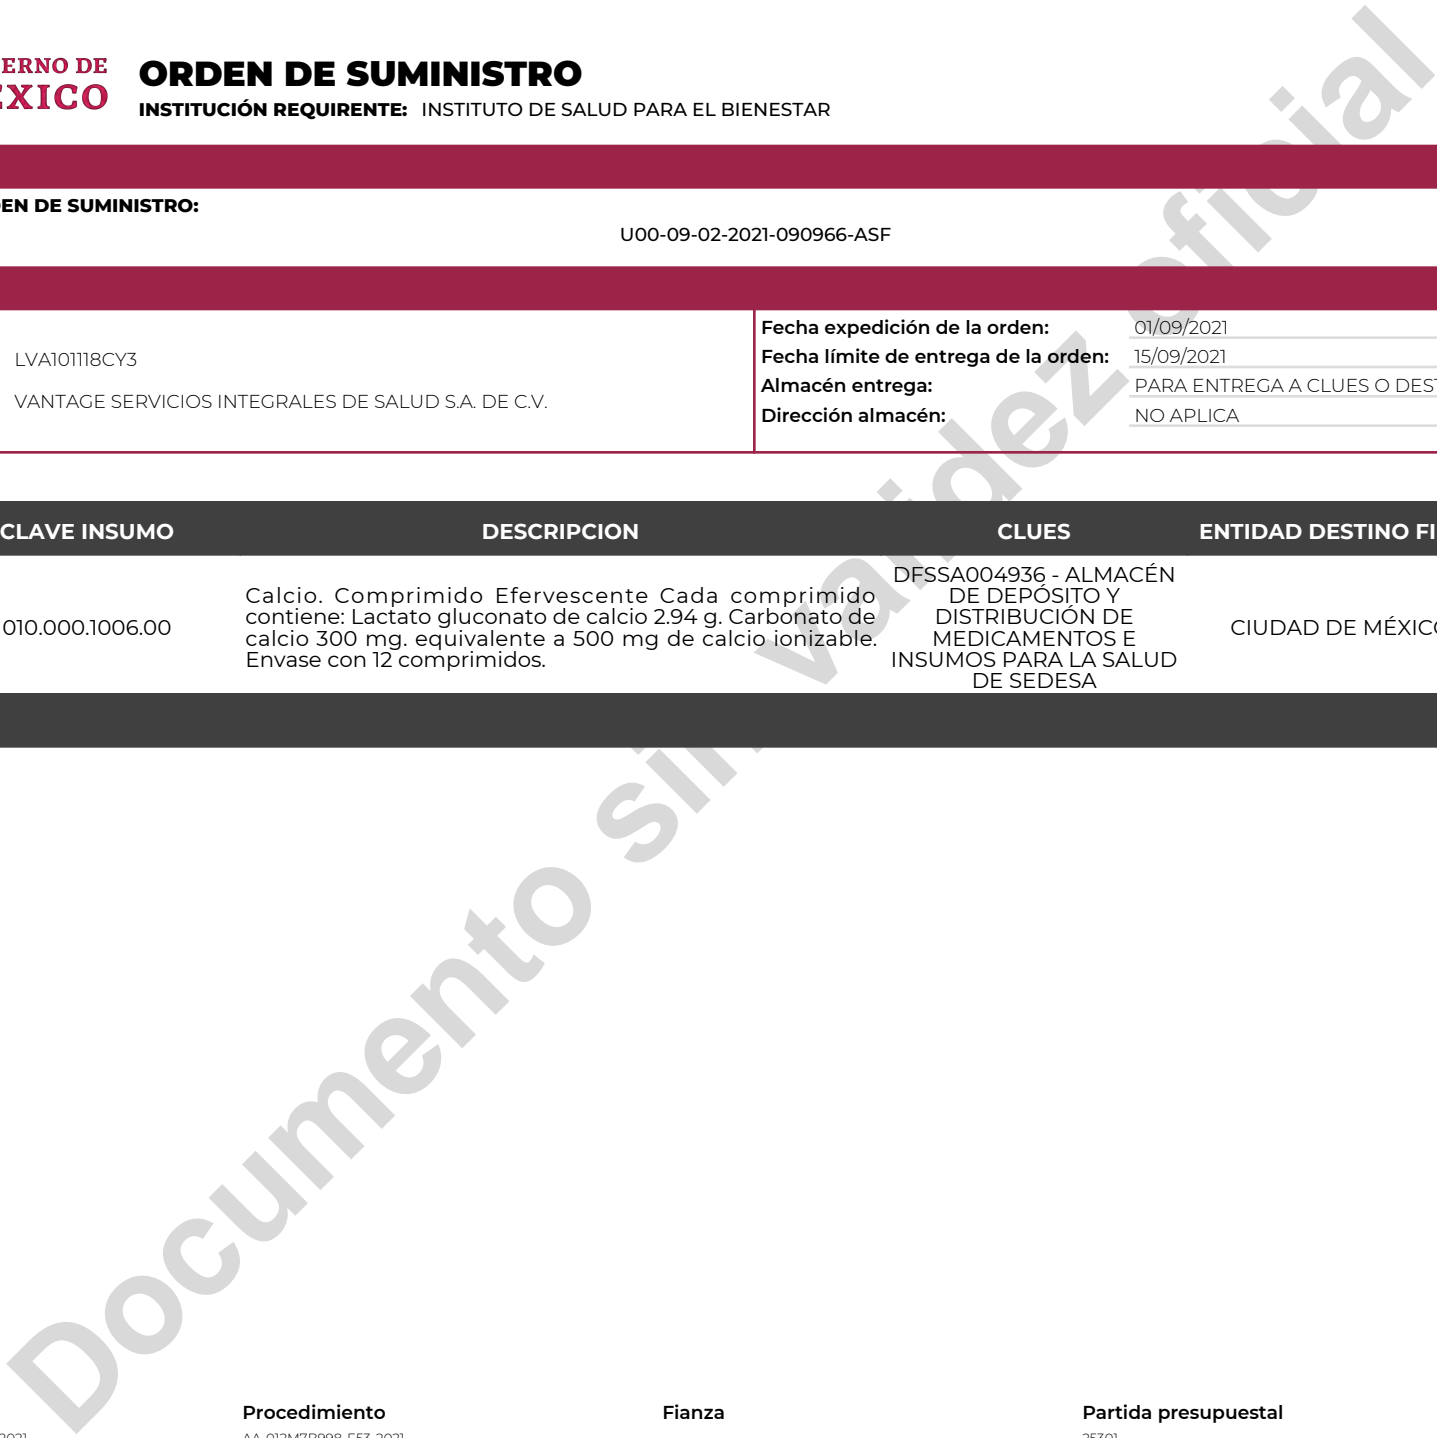 ERNO DE
ÉXICO
ORDEN DE SUMINISTRO
INSTITUCIÓN REQUIRENTE: INSTITUTO DE SALUD PARA EL BIENESTAR
EN DE SUMINISTRO:
U00-09-02-2021-090966-ASF
LVA101118CY3
VANTAGE SERVICIOS INTEGRALES DE SALUD S.A. DE C.V.
Fecha expedición de la orden: 01/09/2021
Fecha límite de entrega de la orden: 15/09/2021
Almacén entrega: PARA ENTREGA A CLUES O DEST
Dirección almacén: NO APLICA
CLAVE INSUMO DESCRIPCION CLUES ENTIDAD DESTINO FI
010.000.1006.00
Calcio. Comprimido Efervescente Cada comprimido
contiene: Lactato gluconato de calcio 2.94 g. Carbonato de
calcio 300 mg. equivalente a 500 mg de calcio ionizable.
Envase con 12 comprimidos.
DFSSA004936 - ALMACÉN
DE DEPÓSITO Y
DISTRIBUCIÓN DE
MEDICAMENTOS E
INSUMOS PARA LA SALUD
DE SEDESA
CIUDAD DE MÉXICO
Documento sin validez oficial
Procedimiento Fianza Partida presupuestal